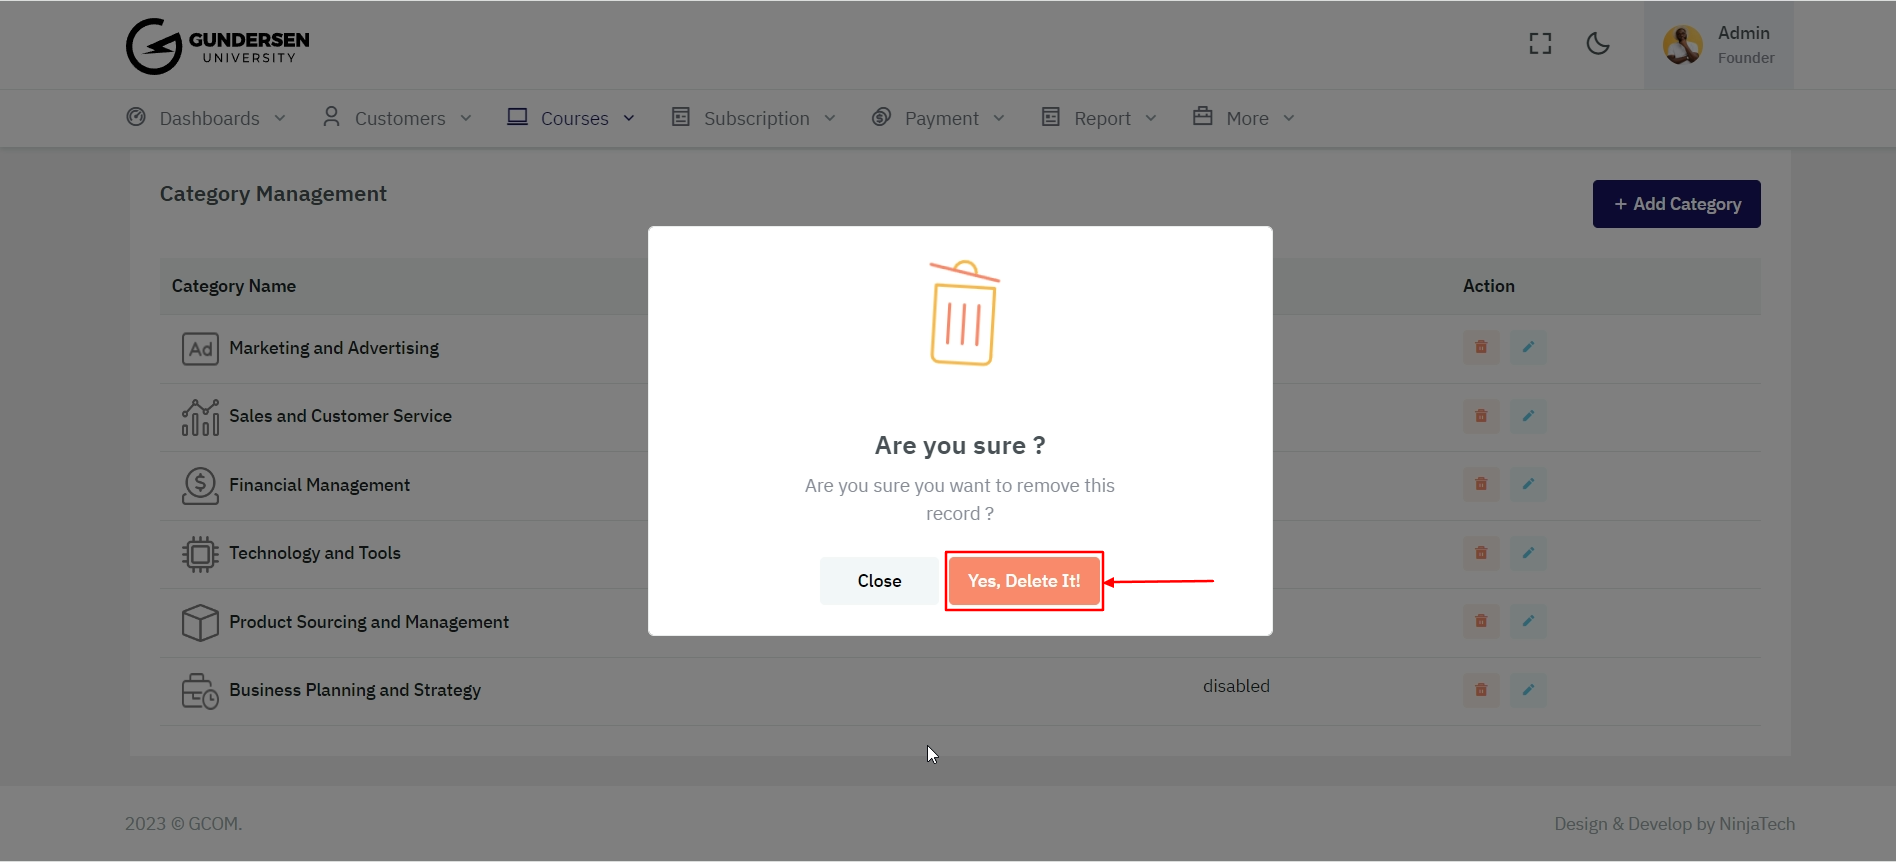 GUNDERSEN
UNIVERSITY
Admin
Founder
Dashboards
Customers
Courses
Subscription
Payment
Report
More
Category Management
+ Add Category
Category Name
Action
Ad
Marketing and Advertising
Sales and Customer Service
Financial Management
Technology and Tools
Product Sourcing and Management
Business Planning and Strategy
disabled
Are you sure ?
Are you sure you want to remove this
record ?
Close
Yes, Delete It!
2023 © GCOM.
Design & Develop by NinjaTech